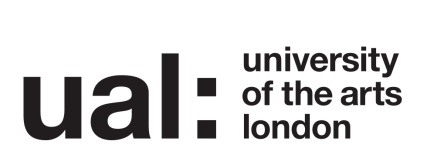 ual:
university
of the arts
london